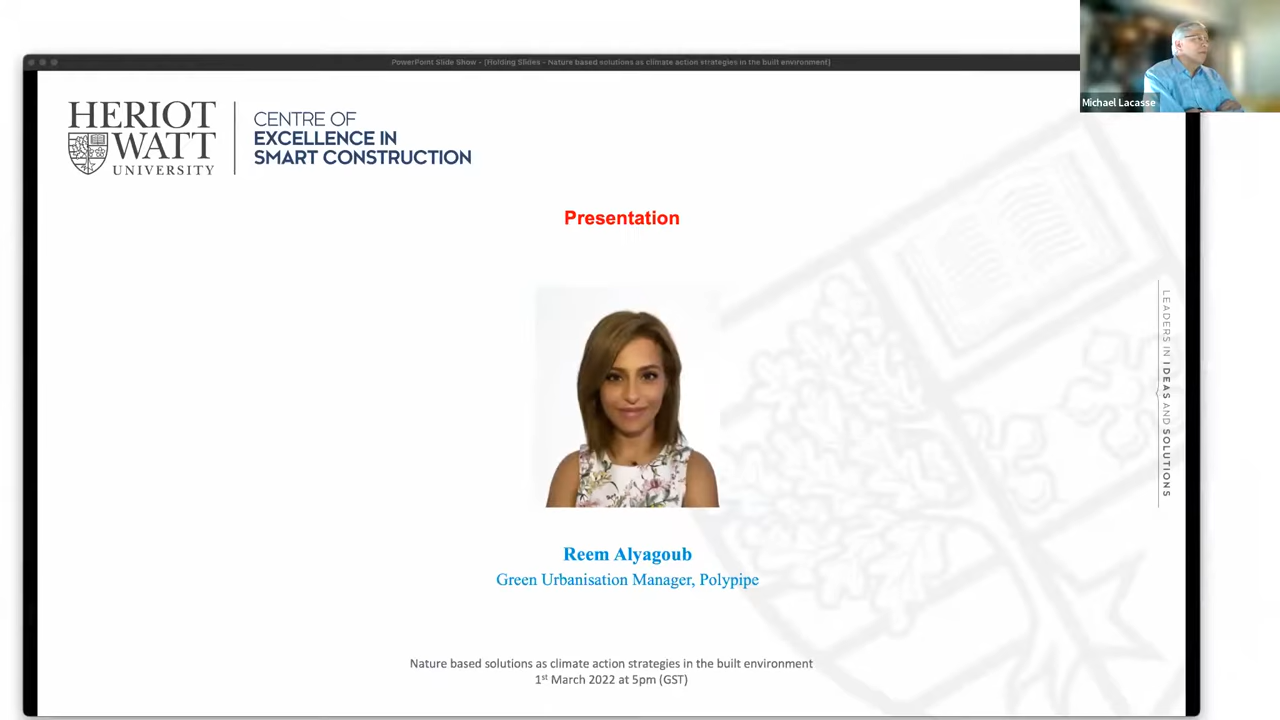 PowerPoint Slide Show - [Holding Slides - Nature based solutions as climate action strategies in the built environment]
Michael Lacasse
HERIOT
WATT
UNIVERSITY
CENTRE OF
EXCELLENCE IN
SMART CONSTRUCTION
Presentation
LEADERS IN IDEAS AND SOLUTIONS
Reem Alyagoub
Green Urbanisation Manager, Polypipe
Nature based solutions as climate action strategies in the built environment
1st March 2022 at 5pm (GST)